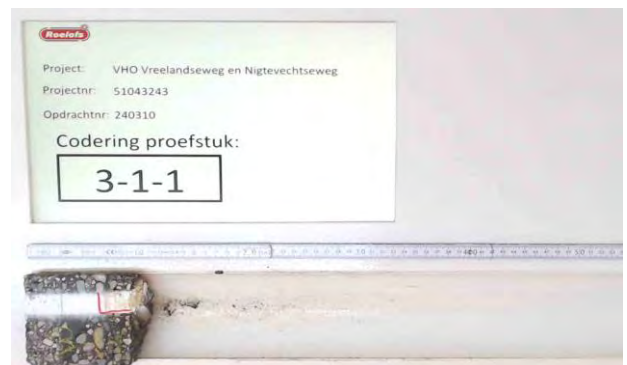 Roelofs
Project: VHO Vreelandseweg en Nigtevechtseweg
Projectnr: 51043243
Opdrachtnr: 240310
Codering proefstuk:
3-1-1